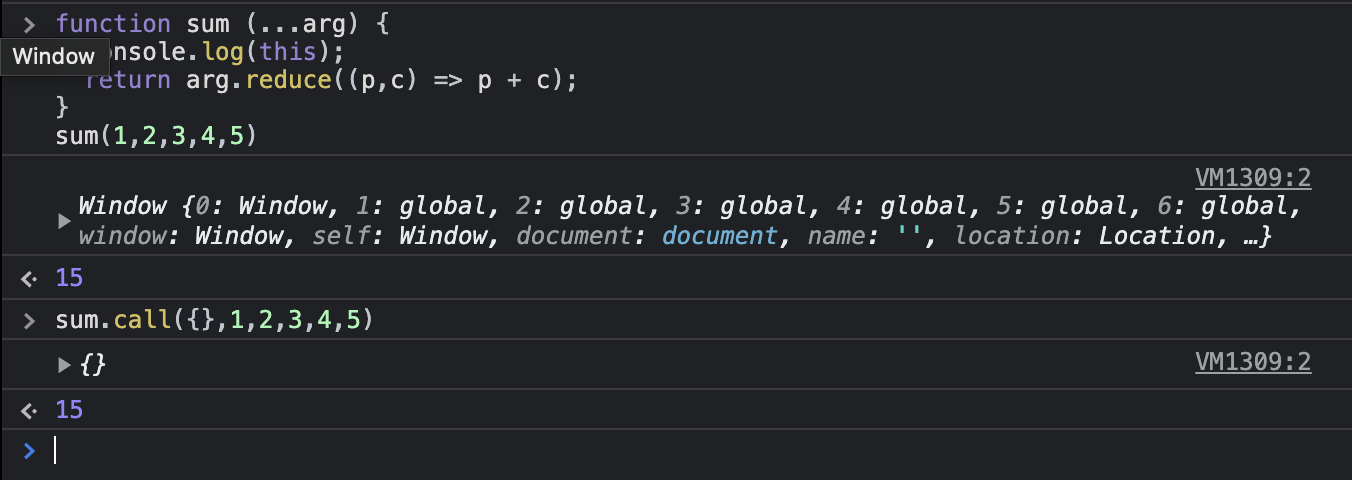 > function sum (...arg) {
Window
onsole.log(this);
return arg.reduce((p,c) => p + c);
}
sum(1,2,3,4,5)
VM1309:2
Window {0: Window, 1: global, 2: global, 3: global, 4: global, 5: global, 6: global,
window: Window, self: Window, document: document, name: '', location: Location, …}
15
> sum.call({},1,2,3,4,5)
{} VM1309:2
15
>